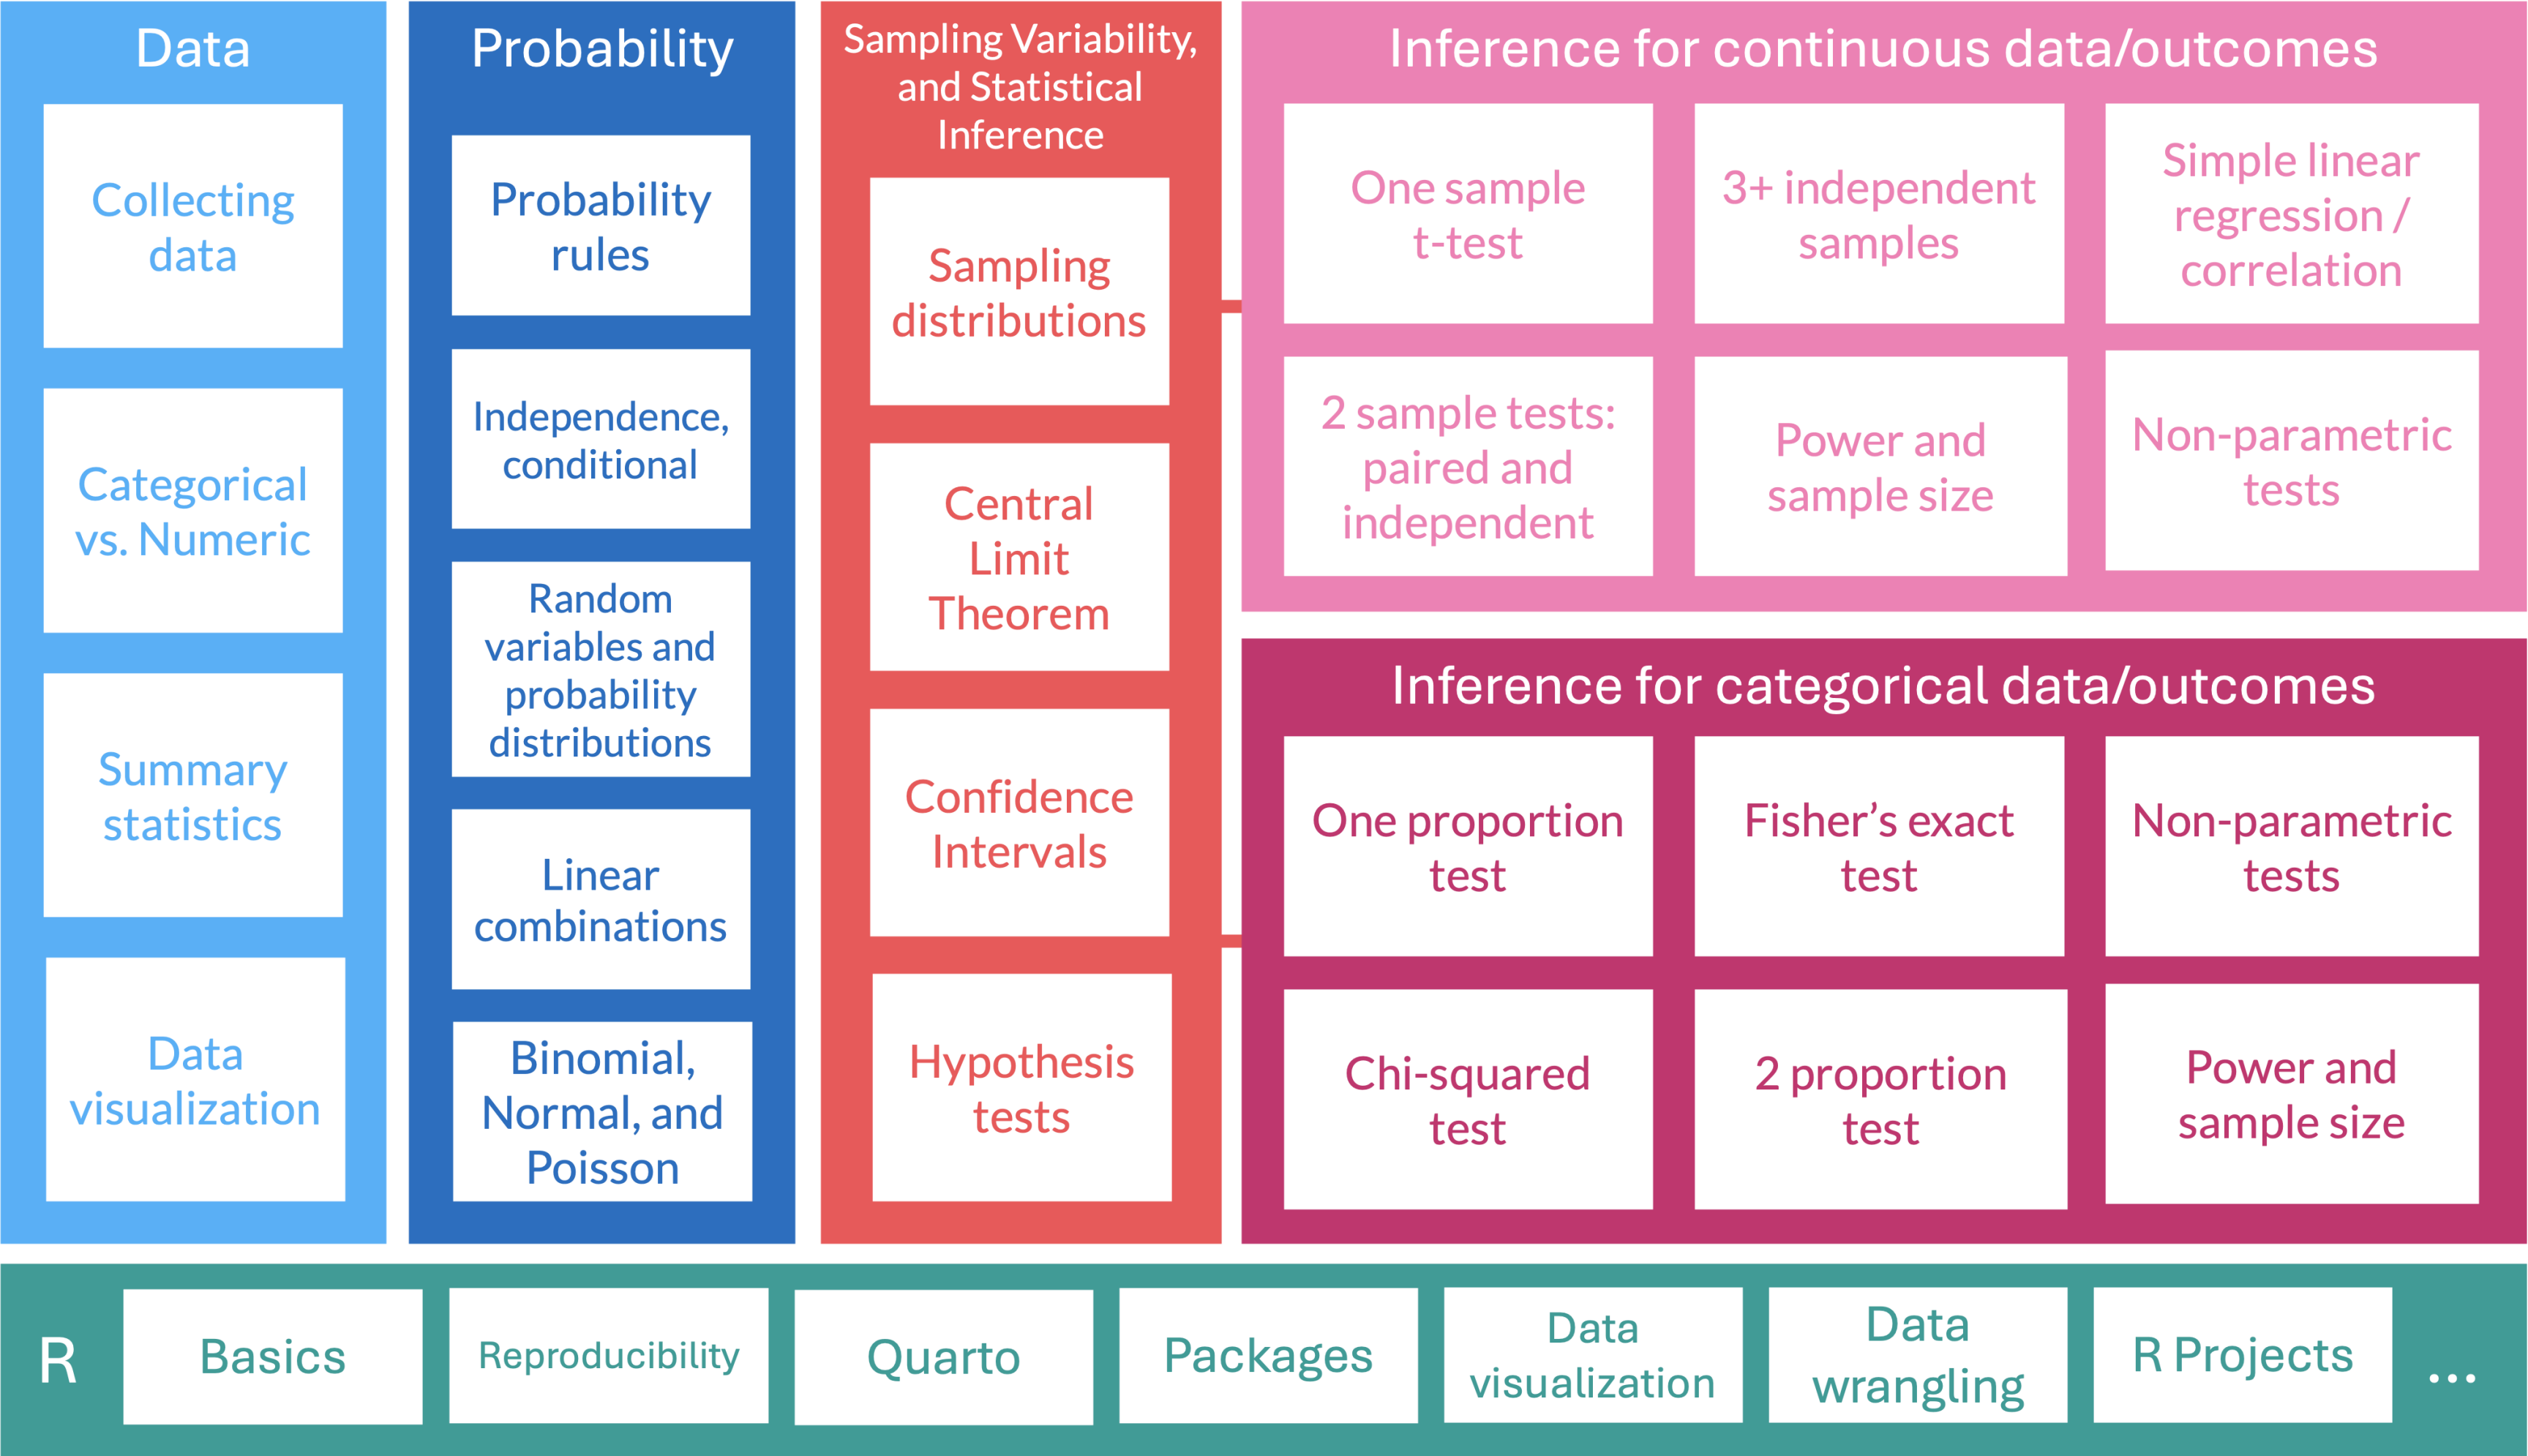 Data
Collecting
data
Categorical
vs. Numeric
Summary
statistics
Data
visualization
Probability
Probability
rules
Independence,
conditional
Random
variables and
probability
distributions
Linear
combinations
Binomial,
Normal, and
Poisson
Sampling Variability,
and Statistical
Inference
Sampling
distributions
Central
Limit
Theorem
Confidence
Intervals
Hypothesis
tests
Inference for continuous data/outcomes
One sample
t-test
3+ independent
samples
Simple linear
regression /
correlation
2 sample tests:
paired and
independent
Power and
sample size
Non-parametric
tests
Inference for categorical data/outcomes
One proportion
test
Fisher’s exact
test
Non-parametric
tests
Chi-squared
test
2 proportion
test
Power and
sample size
R
Basics
Reproducibility
Quarto
Packages
Data
visualization
Data
wrangling
R Projects
...